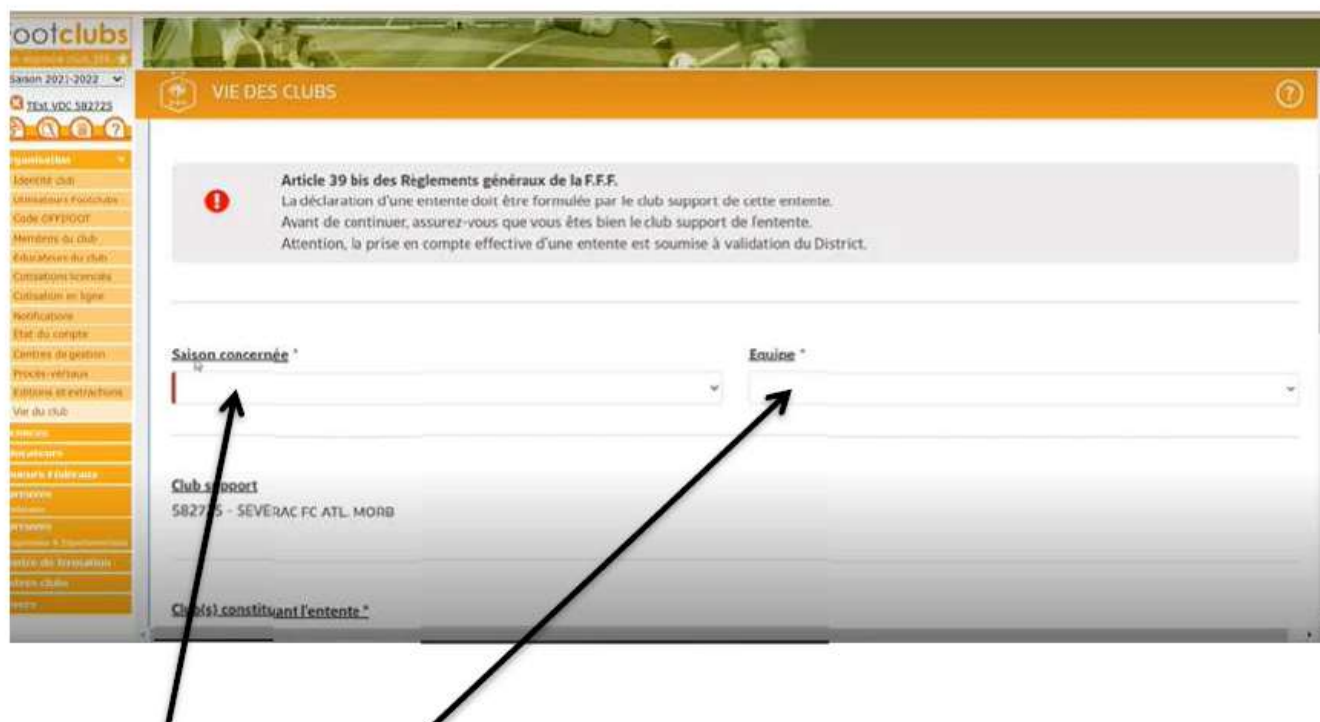 ootclubs
Saison 2021-2022
TExt VDC 582725
VIE DES CLUBS
?
Organisation
Identité club
Utilisateurs Footclubs
Code OFFIFOOT
Membres du club
Educateurs du club
Cotisations licenciés
Cotisation en ligne
Notifications
Etat du compte
Centres de gestion
Procès-verbaux
Editions et extractions
Vie du club
Article 39 bis des Règlements généraux de la F.F.F.
La déclaration d'une entente doit être formulée par le club support de cette entente.
Avant de continuer, assurez-vous que vous êtes bien le club support de l'entente.
Attention, la prise en compte effective d'une entente est soumise à validation du District.
Saison concernée *
Equipe *
Club support
582725 - SEVERAC FC ATL. MORB
Club(s) constituant l'entente *